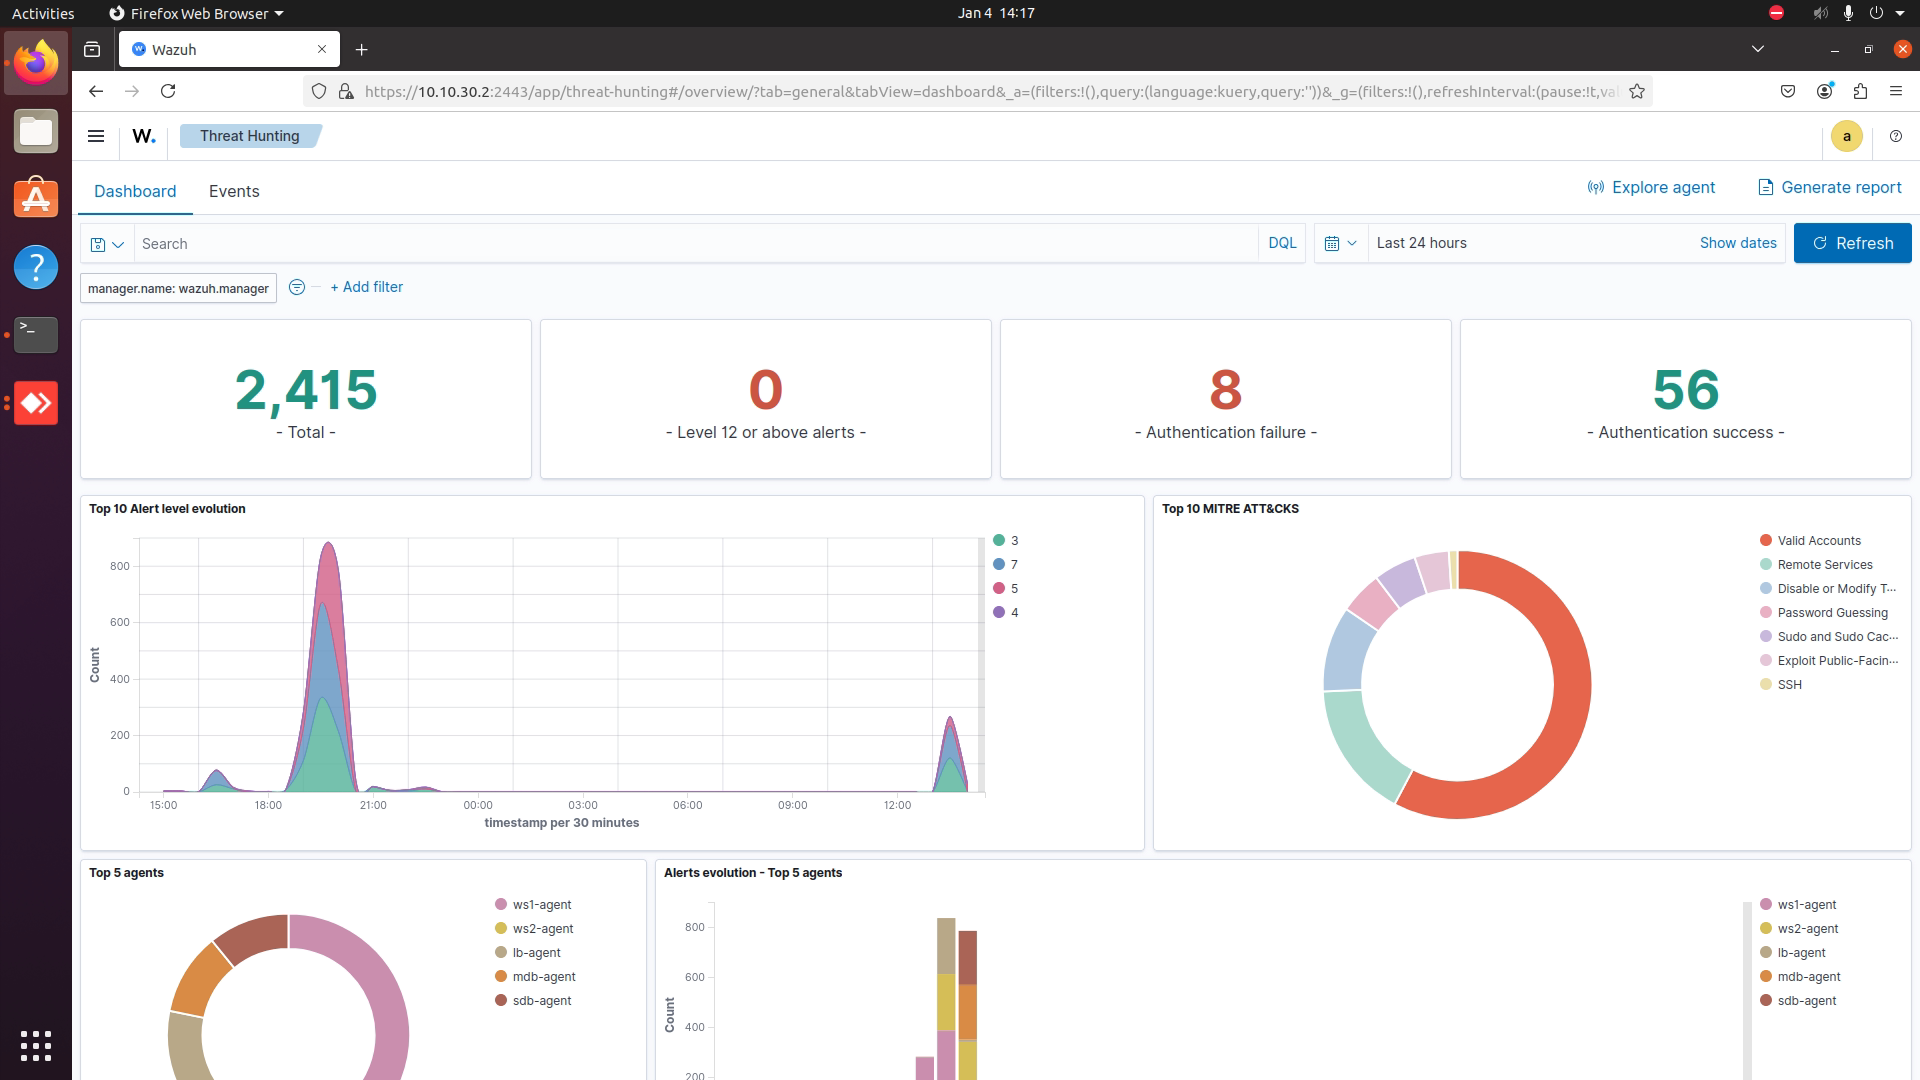 Activities
Firefox Web Browser
Jan 4 14:17
Wazuh
https://10.10.30.2:2443/app/threat-hunting#/overview/?tab=general&tabView=dashboard&_a=(filters:!(),query:(language:kuery,query:''))&_g=(filters:!(),refreshInterval:(pause:!t,val
W.
Threat Hunting
a
Dashboard
Events
Explore agent
Generate report
Search
DQL
Last 24 hours
Show dates
Refresh
manager.name: wazuh.manager
+ Add filter
2,415
- Total -
0
- Level 12 or above alerts -
8
- Authentication failure -
56
- Authentication success -
Top 10 Alert level evolution
800
600
400
200
0
Count
15:00
18:00
21:00
00:00
03:00
06:00
09:00
12:00
timestamp per 30 minutes
3
7
5
4
Top 10 MITRE ATT&CKS
Valid Accounts
Remote Services
Disable or Modify T...
Password Guessing
Sudo and Sudo Cac...
Exploit Public-Facin...
SSH
Top 5 agents
ws1-agent
ws2-agent
lb-agent
mdb-agent
sdb-agent
Alerts evolution - Top 5 agents
800
600
400
200
Count
ws1-agent
ws2-agent
lb-agent
mdb-agent
sdb-agent